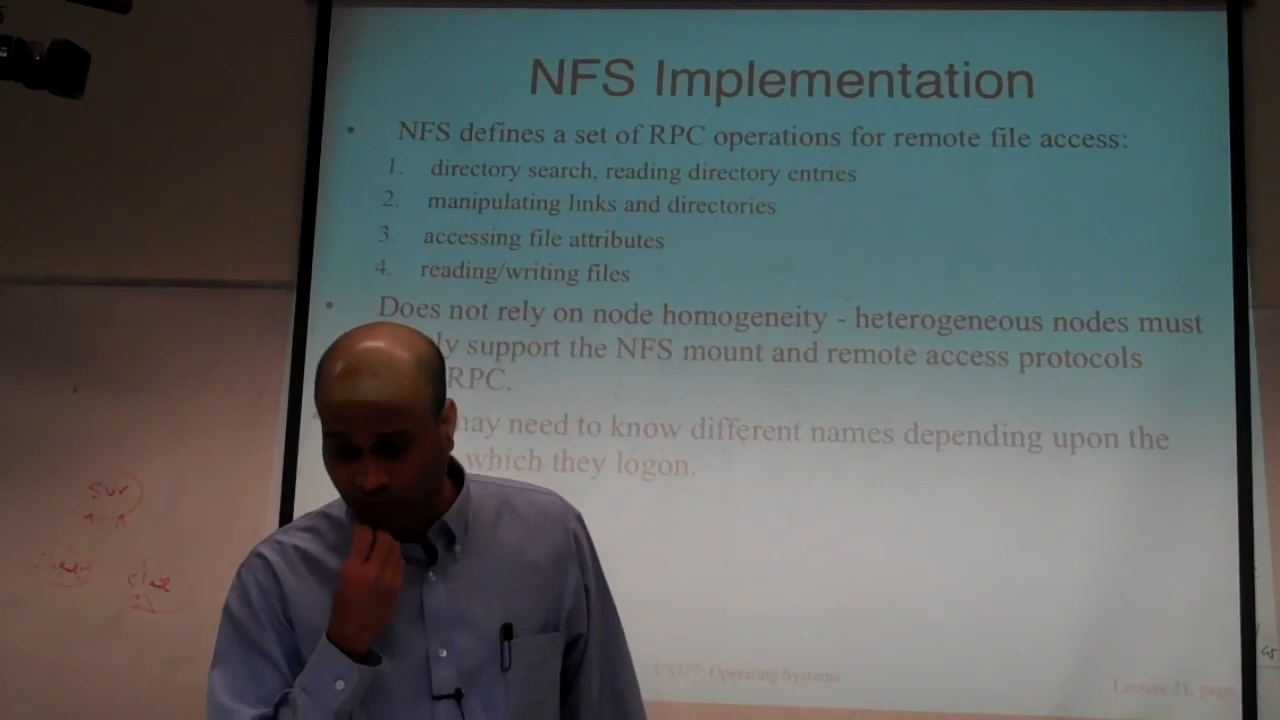 NFS Implementation
• NFS defines a set of RPC operations for remote file access:
1. directory search, reading directory entries
2. manipulating links and directories
3. accessing file attributes
4. reading/writing files
• Does not rely on node homogeneity - heterogeneous nodes must
ly support the NFS mount and remote access protocols
RPC.
may need to know different names depending upon the
which they logon.
CS377: Operating Systems
Lecture 21, page